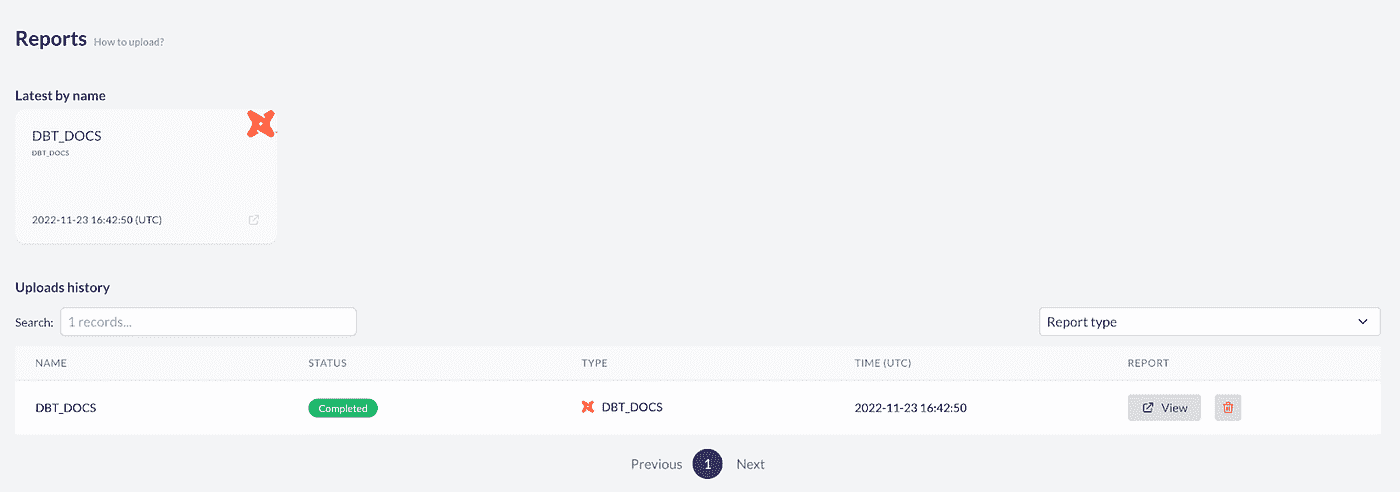 Reports How to upload?
Latest by name
DBT_DOCS
DBT_DOCS
2022-11-23 16:42:50 (UTC)
Uploads history
Search: 1 records... Report type
NAME STATUS TYPE TIME (UTC) REPORT
DBT_DOCS Completed DBT_DOCS 2022-11-23 16:42:50 View
Previous 1 Next